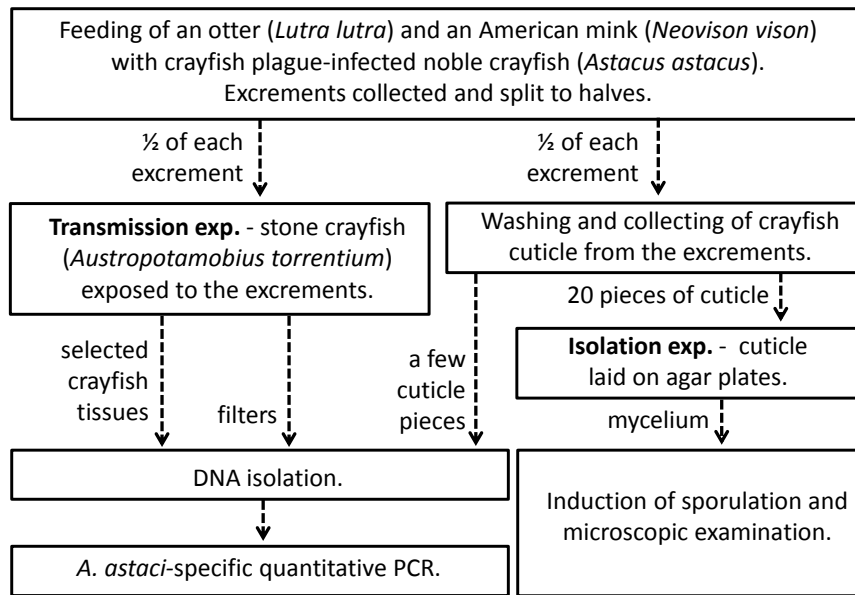 Feeding of an otter (Lutra lutra) and an American mink (Neovison vison)
with crayfish plague-infected noble crayfish (Astacus astacus).
Excrements collected and split to halves.
½ of each
excrement
½ of each
excrement
Transmission exp. - stone crayfish
(Austropotamobius torrentium)
exposed to the excrements.
Washing and collecting of crayfish
cuticle from the excrements.
20 pieces of cuticle
Isolation exp. - cuticle
laid on agar plates.
selected
crayfish
tissues
filters
a few
cuticle
pieces
mycelium
DNA isolation.
Induction of sporulation and
microscopic examination.
A. astaci-specific quantitative PCR.